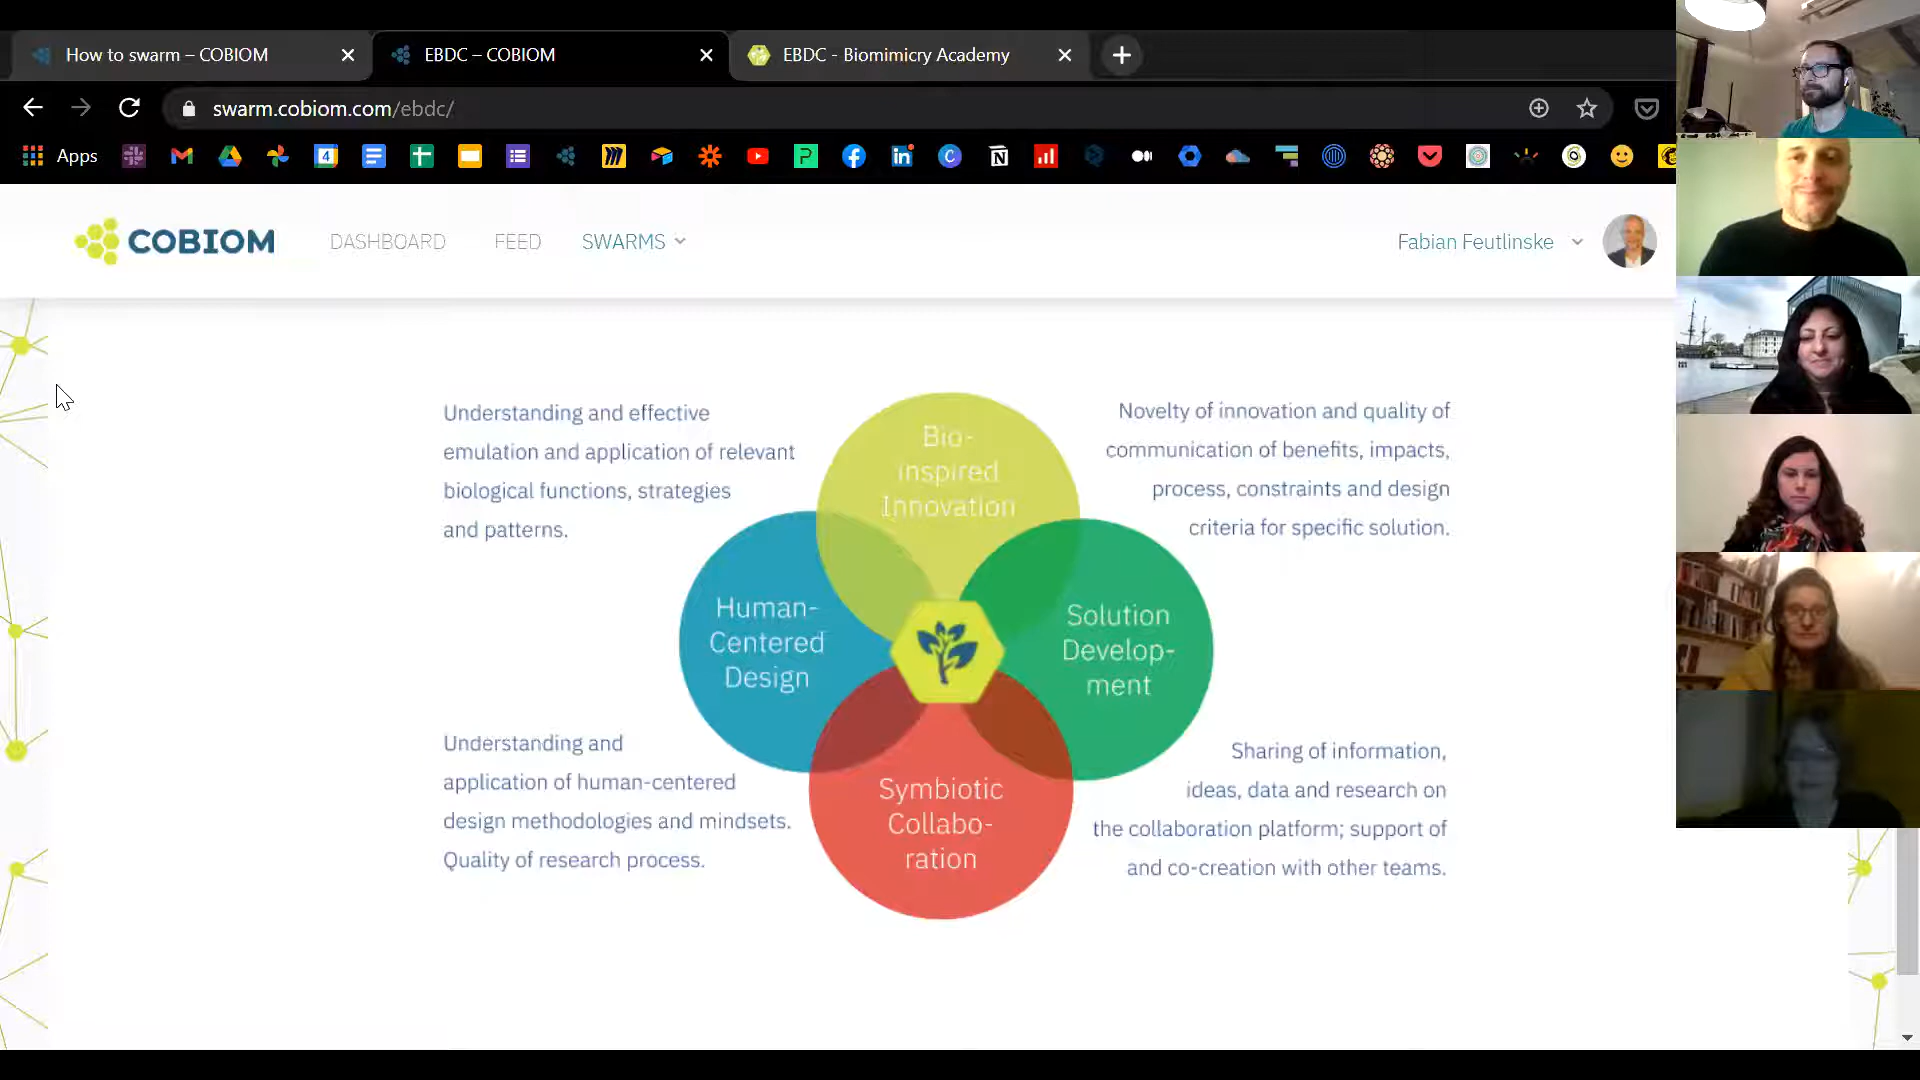 How to swarm – COBIOM
EBDC – COBIOM
EBDC - Biomimicry Academy
swarm.cobiom.com/ebdc/
Apps
COBIOM
DASHBOARD
FEED
SWARMS
Fabian Feutlinske
Understanding and effective
emulation and application of relevant
biological functions, strategies
and patterns.
Bio-
inspired
Innovation
Novelty of innovation and quality of
communication of benefits, impacts,
process, constraints and design
criteria for specific solution.
Human-
Centered
Design
Solution
Develop-
ment
Understanding and
application of human-centered
design methodologies and mindsets.
Quality of research process.
Symbiotic
Collabo-
ration
Sharing of information,
ideas, data and research on
the collaboration platform; support of
and co-creation with other teams.